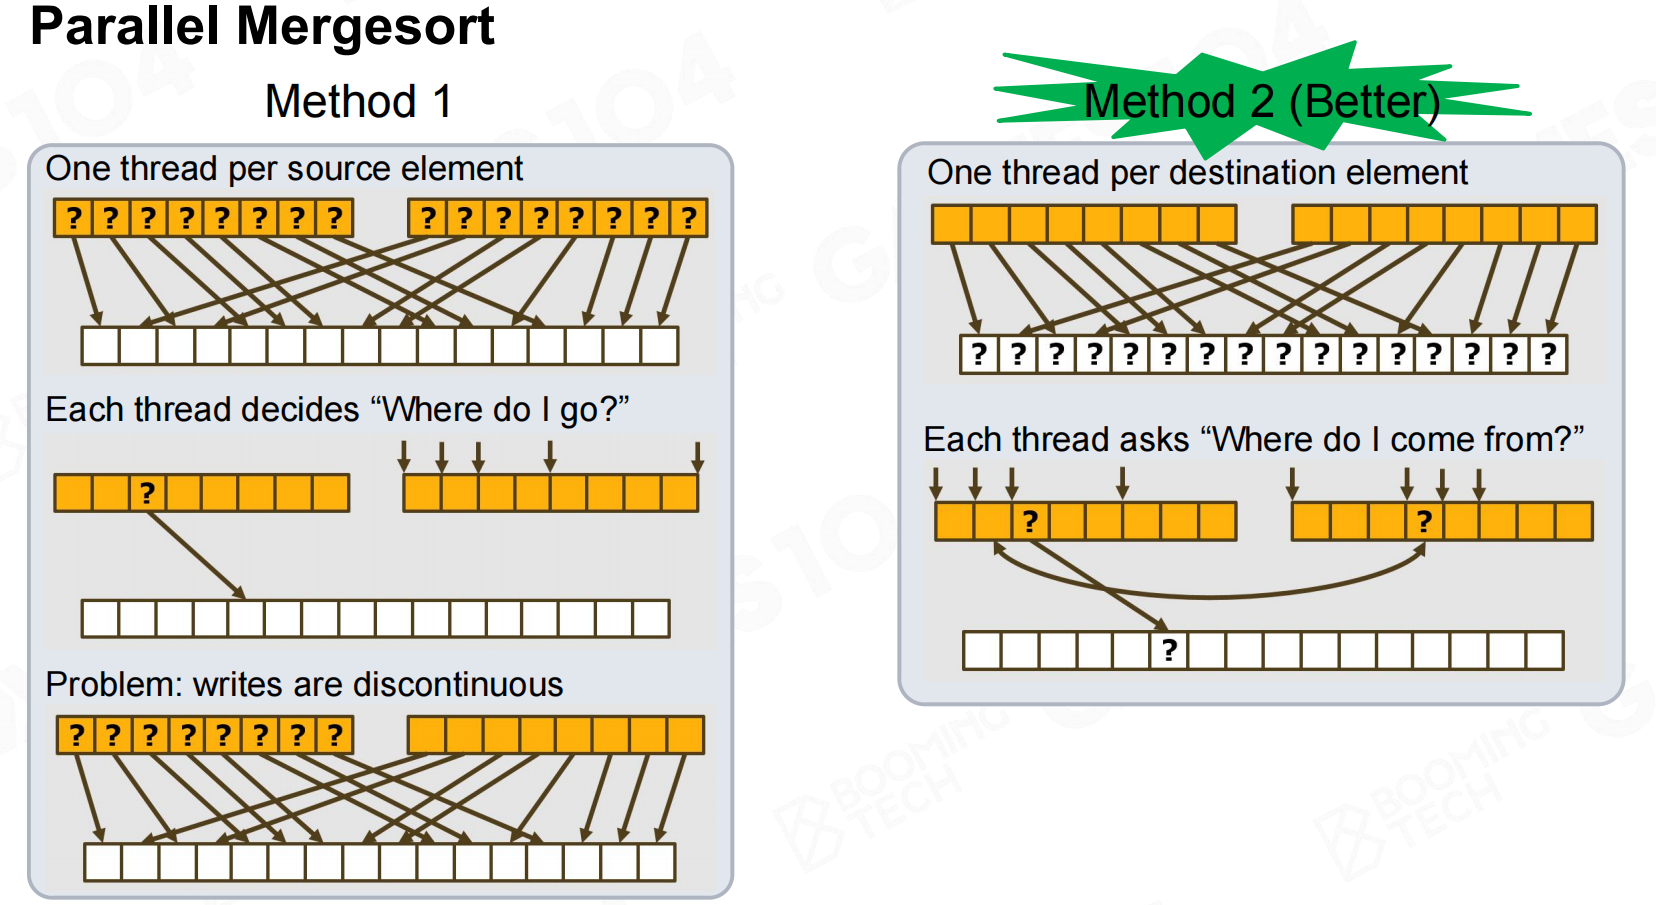 Parallel Mergesort
Method 1
One thread per source element
? ? ? ? ? ? ? ? ? ? ? ? ? ? ? ?
Each thread decides “Where do I go?”
?
Problem: writes are discontinuous
? ? ? ? ? ? ? ?
Method 2 (Better)
One thread per destination element
? ? ? ? ? ? ? ? ? ? ? ? ? ? ? ?
Each thread asks “Where do I come from?”
? ?
?
BOOMING
TECH
BOOMING
TECH